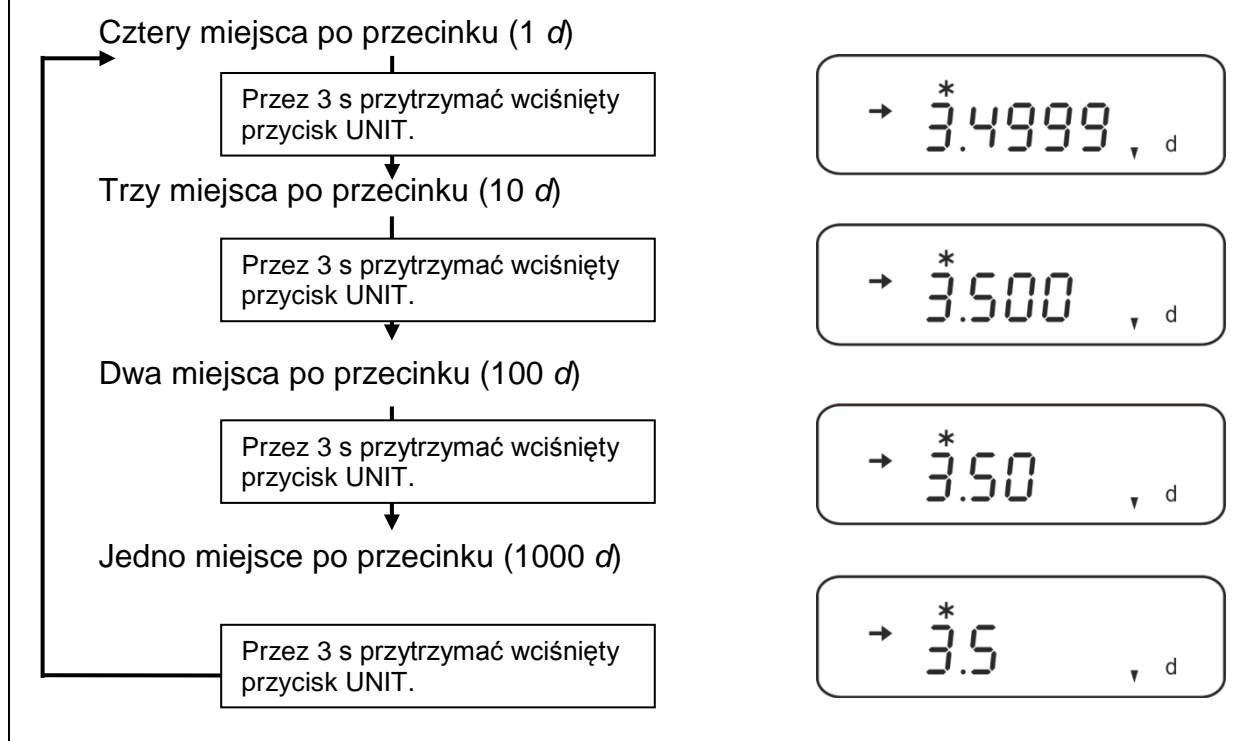 Cztery miejsca po przecinku (1 d)
Przez 3 s przytrzymać wciśnięty
przycisk UNIT.
* 3.4999 d
Trzy miejsca po przecinku (10 d)
Przez 3 s przytrzymać wciśnięty
przycisk UNIT.
* 3.500 d
Dwa miejsca po przecinku (100 d)
Przez 3 s przytrzymać wciśnięty
przycisk UNIT.
* 3.50 d
Jedno miejsce po przecinku (1000 d)
Przez 3 s przytrzymać wciśnięty
przycisk UNIT.
* 3.5 d